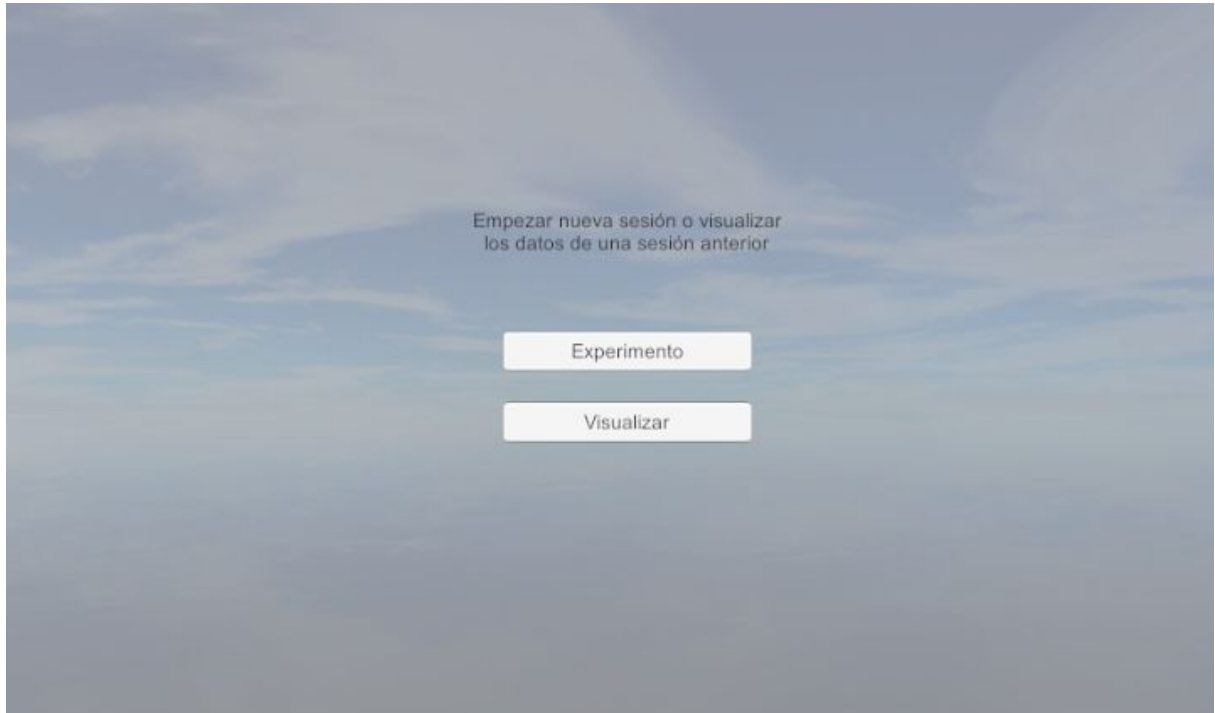 Empezar nueva sesión o visualizar
los datos de una sesión anterior
Experimento
Visualizar